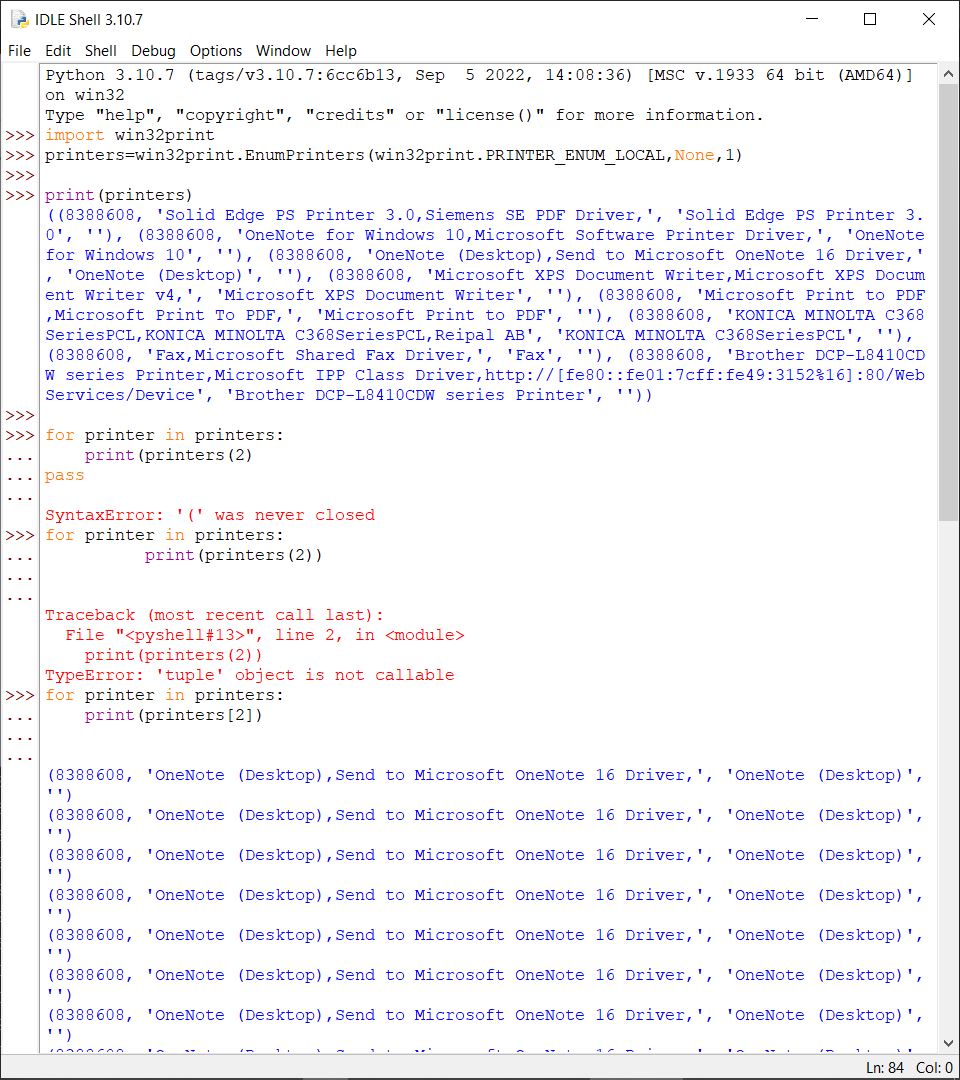 IDLE Shell 3.10.7
File Edit Shell Debug Options Window Help
Python 3.10.7 (tags/v3.10.7:6cc6b13, Sep  5 2022, 14:08:36) [MSC v.1933 64 bit (AMD64)]
on win32
Type "help", "copyright", "credits" or "license()" for more information.
>>> import win32print
>>> printers=win32print.EnumPrinters(win32print.PRINTER_ENUM_LOCAL,None,1)
>>>
>>> print(printers)
((8388608, 'Solid Edge PS Printer 3.0,Siemens SE PDF Driver,', 'Solid Edge PS Printer 3.
0', ''), (8388608, 'OneNote for Windows 10,Microsoft Software Printer Driver,', 'OneNote
for Windows 10', ''), (8388608, 'OneNote (Desktop),Send to Microsoft OneNote 16 Driver,'
, 'OneNote (Desktop)', ''), (8388608, 'Microsoft XPS Document Writer,Microsoft XPS Docum
ent Writer v4,', 'Microsoft XPS Document Writer', ''), (8388608, 'Microsoft Print to PDF
,Microsoft Print To PDF,', 'Microsoft Print to PDF', ''), (8388608, 'KONICA MINOLTA C368
SeriesPCL,KONICA MINOLTA C368SeriesPCL,Reipal AB', 'KONICA MINOLTA C368SeriesPCL', ''),
(8388608, 'Fax,Microsoft Shared Fax Driver,', 'Fax', ''), (8388608, 'Brother DCP-L8410CD
W series Printer,Microsoft IPP Class Driver,http://[fe80::fe01:7cff:fe49:3152%16]:80/Web
Services/Device', 'Brother DCP-L8410CDW series Printer', ''))
>>>
>>> for printer in printers:
...     print(printers(2)
... pass
...
SyntaxError: '(' was never closed
>>> for printer in printers:
...           print(printers(2))
...
...
Traceback (most recent call last):
  File "<pyshell#13>", line 2, in <module>
    print(printers(2))
TypeError: 'tuple' object is not callable
>>> for printer in printers:
...     print(printers[2])
...
...
(8388608, 'OneNote (Desktop),Send to Microsoft OneNote 16 Driver,', 'OneNote (Desktop)',
'')
(8388608, 'OneNote (Desktop),Send to Microsoft OneNote 16 Driver,', 'OneNote (Desktop)',
'')
(8388608, 'OneNote (Desktop),Send to Microsoft OneNote 16 Driver,', 'OneNote (Desktop)',
'')
(8388608, 'OneNote (Desktop),Send to Microsoft OneNote 16 Driver,', 'OneNote (Desktop)',
'')
(8388608, 'OneNote (Desktop),Send to Microsoft OneNote 16 Driver,', 'OneNote (Desktop)',
'')
(8388608, 'OneNote (Desktop),Send to Microsoft OneNote 16 Driver,', 'OneNote (Desktop)',
'')
(8388608, 'OneNote (Desktop),Send to Microsoft OneNote 16 Driver,', 'OneNote (Desktop)',
'')
Ln: 84 Col: 0